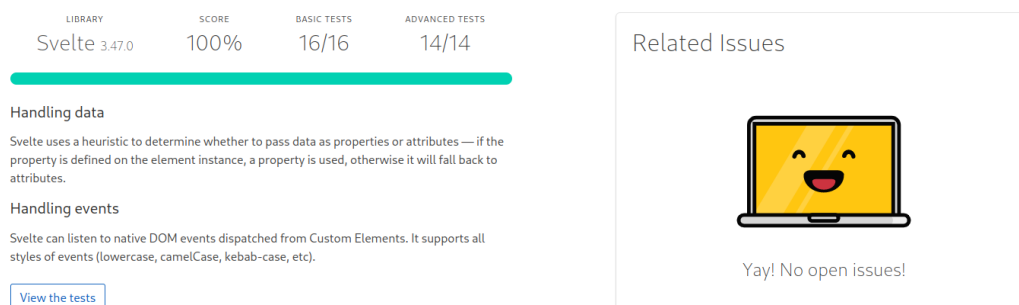 LIBRARY SCORE BASIC TESTS ADVANCED TESTS
Svelte 3.47.0 100% 16/16 14/14
Handling data
Svelte uses a heuristic to determine whether to pass data as properties or attributes — if the
property is defined on the element instance, a property is used, otherwise it will fall back to
attributes.
Handling events
Svelte can listen to native DOM events dispatched from Custom Elements. It supports all
styles of events (lowercase, camelCase, kebab-case, etc).
View the tests
Related Issues
Yay! No open issues!